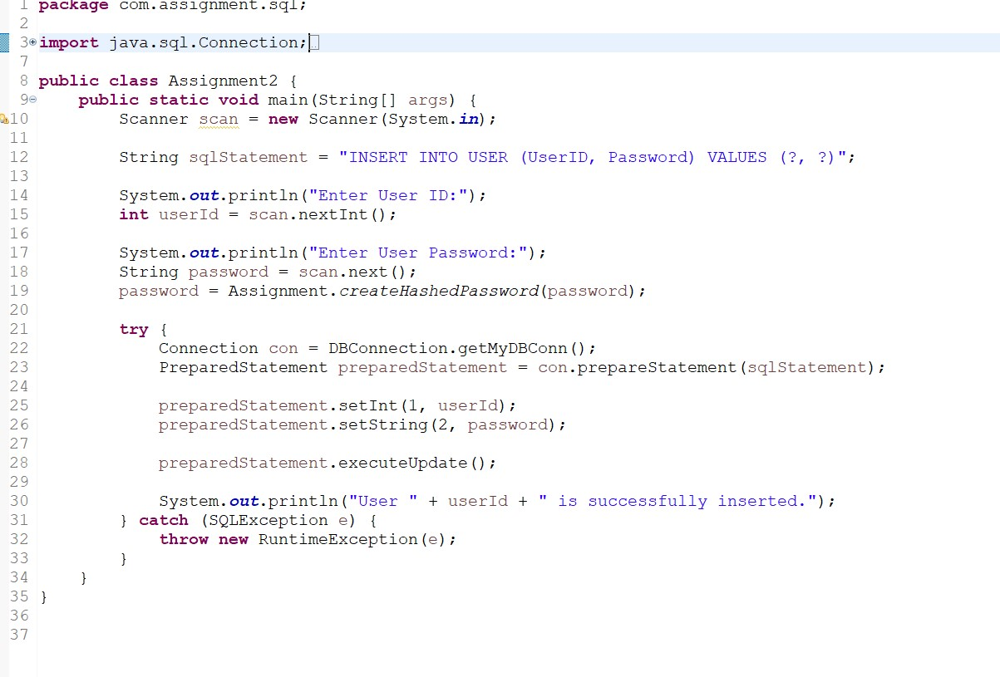 1 package com.assignment.sql;
2
3 import java.sql.Connection;
7
8 public class Assignment2 {
9 public static void main(String[] args) {
10 Scanner scan = new Scanner(System.in);
11
12 String sqlStatement = "INSERT INTO USER (UserID, Password) VALUES (?, ?)";
13
14 System.out.println("Enter User ID:");
15 int userId = scan.nextInt();
16
17 System.out.println("Enter User Password:");
18 String password = scan.next();
19 password = Assignment.createHashedPassword(password);
20
21 try {
22 Connection con = DBConnection.getMyDBConn();
23 PreparedStatement preparedStatement = con.prepareStatement(sqlStatement);
24
25 preparedStatement.setInt(1, userId);
26 preparedStatement.setString(2, password);
27
28 preparedStatement.executeUpdate();
29
30 System.out.println("User " + userId + " is successfully inserted.");
31 } catch (SQLException e) {
32 throw new RuntimeException(e);
33 }
34 }
35 }
36
37